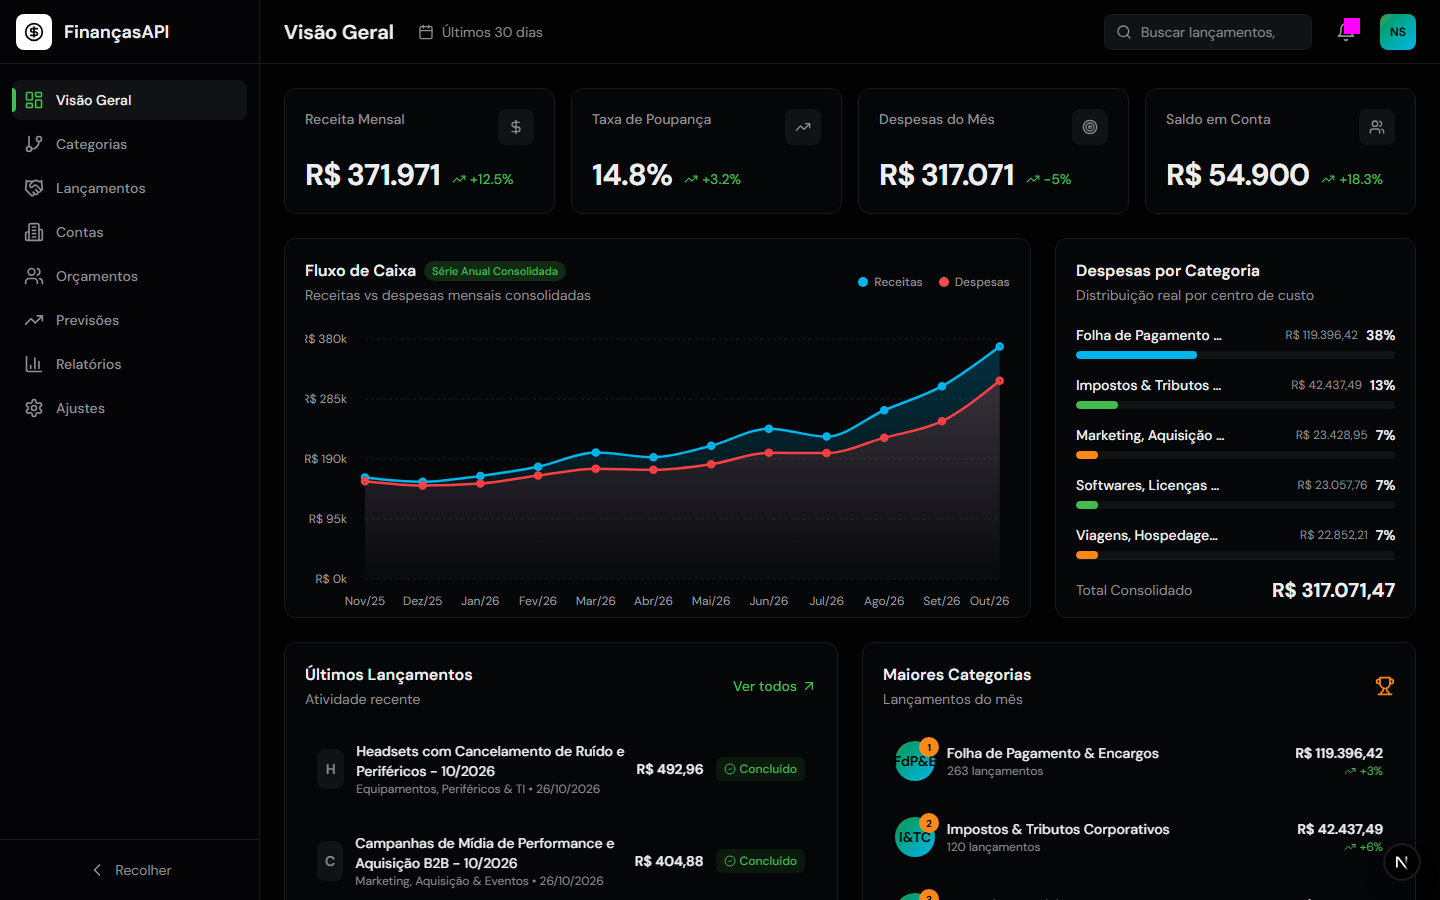 FinançasAPI
Visão Geral
Últimos 30 dias
Buscar lançamentos,
NS
Visão Geral
Categorias
Lançamentos
Contas
Orçamentos
Previsões
Relatórios
Ajustes
Recolher
Receita Mensal
R$ 371.971
+12.5%
Taxa de Poupança
14.8%
+3.2%
Despesas do Mês
R$ 317.071
-5%
Saldo em Conta
R$ 54.900
+18.3%
Fluxo de Caixa
Série Anual Consolidada
Receitas vs despesas mensais consolidadas
Receitas
Despesas
R$ 380k
R$ 285k
R$ 190k
R$ 95k
R$ 0k
Nov/25 Dez/25 Jan/26 Fev/26 Mar/26 Abr/26 Mai/26 Jun/26 Jul/26 Ago/26 Set/26 Out/26
Despesas por Categoria
Distribuição real por centro de custo
Folha de Pagamento ... R$ 119.396,42 38%
Impostos & Tributos ... R$ 42.437,49 13%
Marketing, Aquisição ... R$ 23.428,95 7%
Softwares, Licenças ... R$ 23.057,76 7%
Viagens, Hospedage... R$ 22.852,21 7%
Total Consolidado R$ 317.071,47
Últimos Lançamentos
Atividade recente
Ver todos
H
Headsets com Cancelamento de Ruído e
Periféricos - 10/2026
Equipamentos, Periféricos & TI • 26/10/2026
R$ 492,96
Concluído
C
Campanhas de Mídia de Performance e
Aquisição B2B - 10/2026
Marketing, Aquisição & Eventos • 26/10/2026
R$ 404,88
Concluído
Maiores Categorias
Lançamentos do mês
1
FdP&E
Folha de Pagamento & Encargos
263 lançamentos
R$ 119.396,42
+3%
2
I&TC
Impostos & Tributos Corporativos
120 lançamentos
R$ 42.437,49
+6%
N